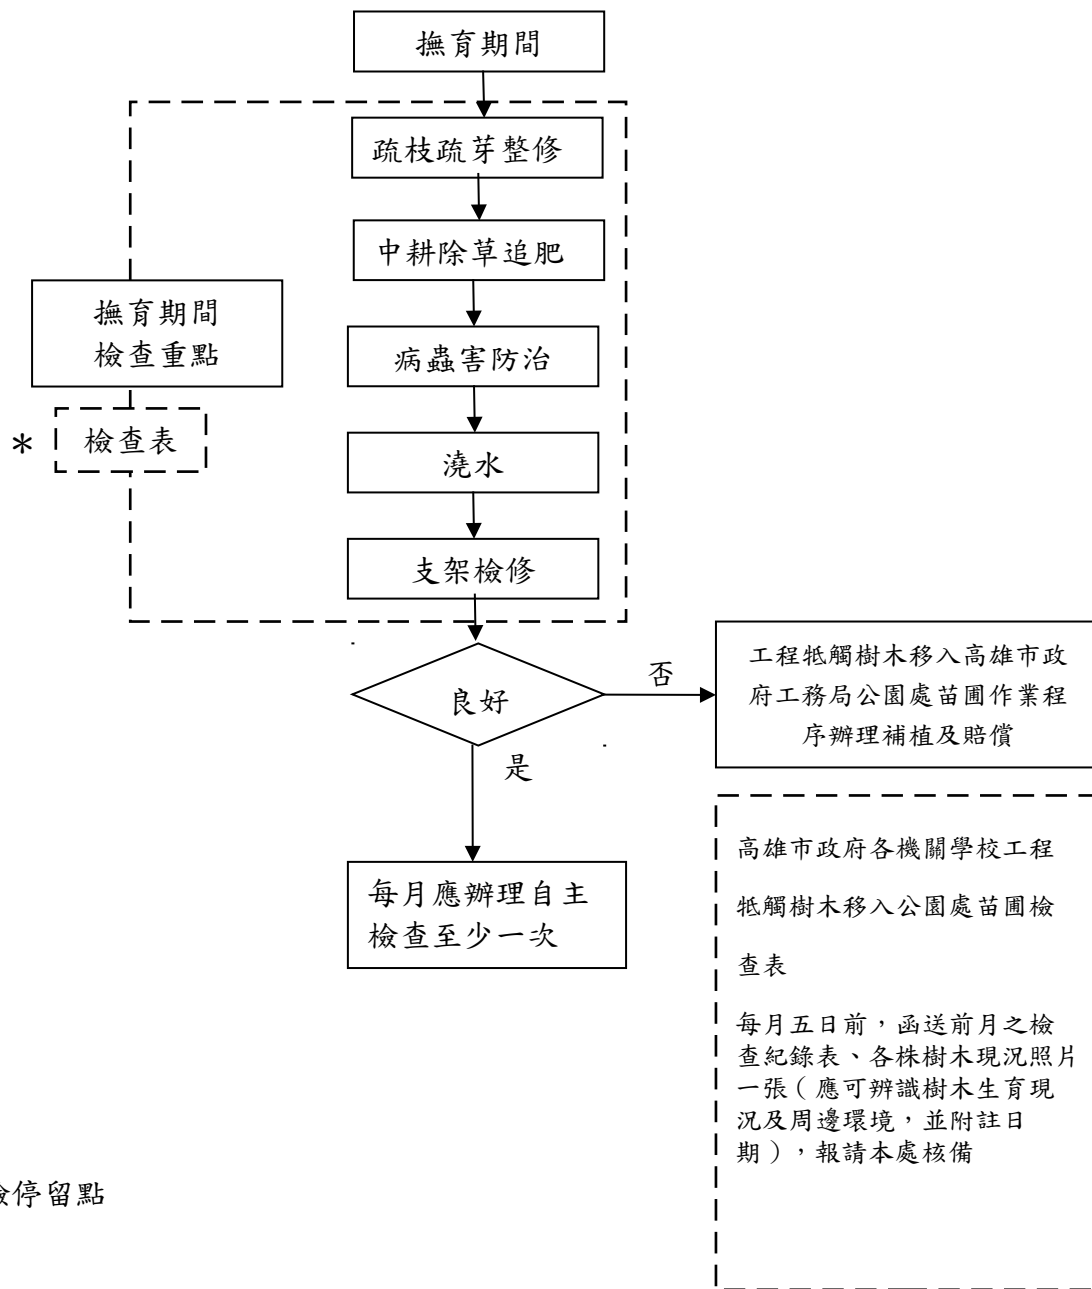 撫育期間
疏枝疏芽整修
中耕除草追肥
撫育期間
檢查重點
病蟲害防治
*
檢查表
澆水
支架檢修
良好
否
是
工程牴觸樹木移入高雄市政
府工務局公園處苗圃作業程
序辦理補植及賠償
每月應辦理自主
檢查至少一次
高雄市政府各機關學校工程
牴觸樹木移入公園處苗圃檢
查表
每月五日前，函送前月之檢
查紀錄表、各株樹木現況照片
一張（應可辨識樹木生育現
況及周邊環境，並附註日
期），報請本處核備
停留點